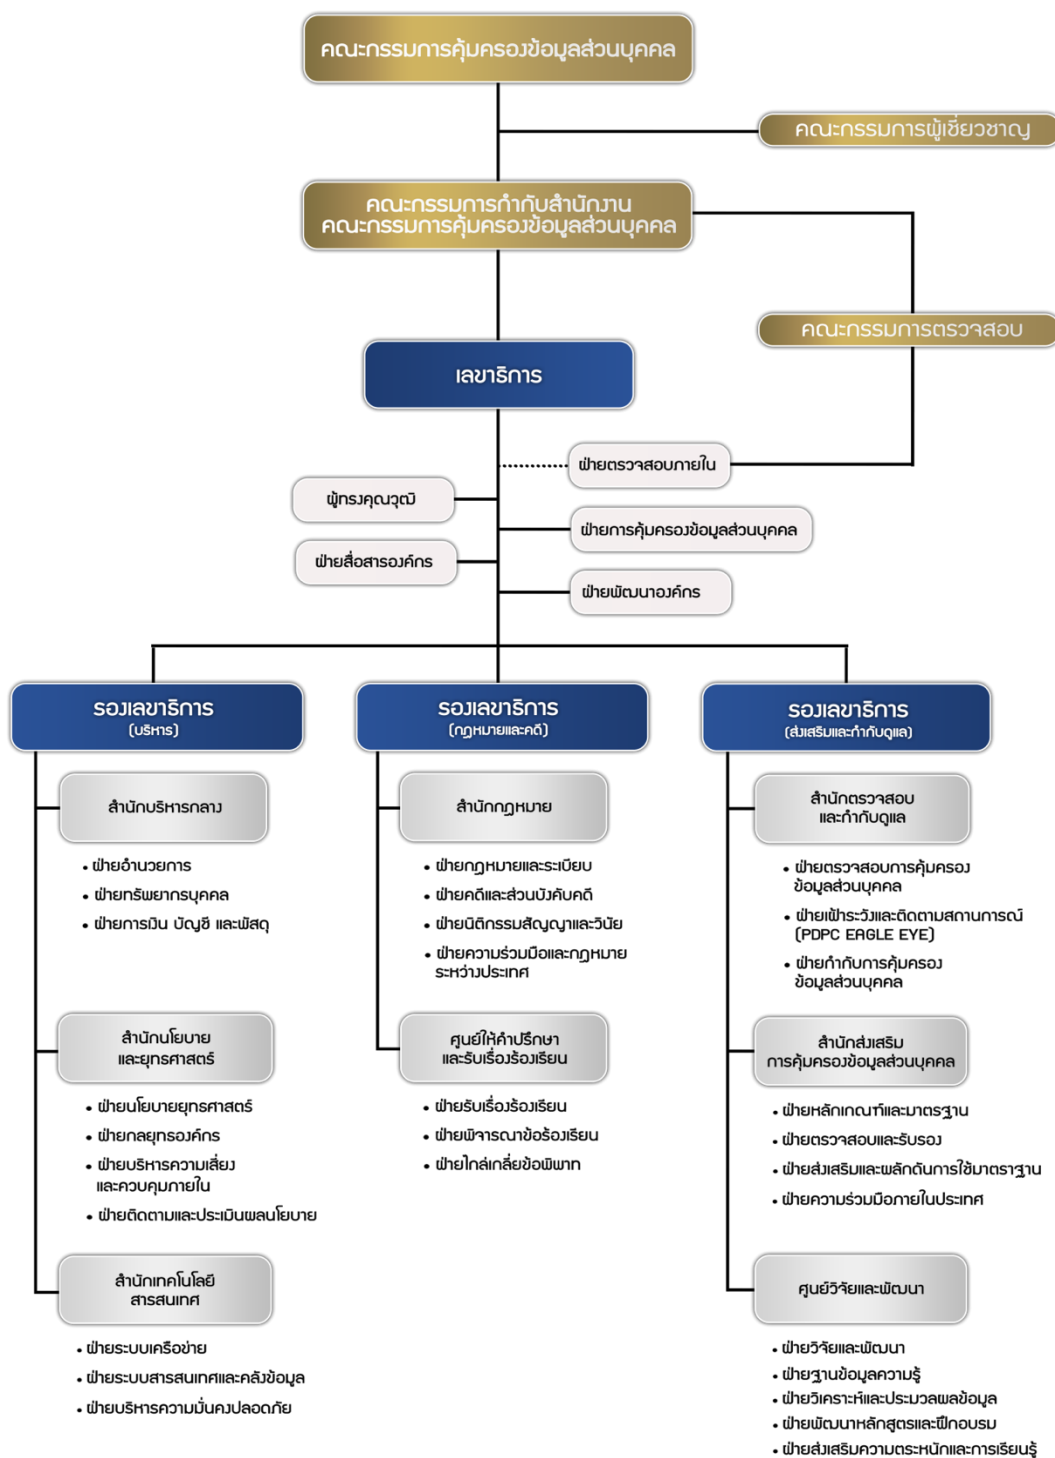 คณะกรรมการคุ้มครองข้อมูลส่วนบุคคล
คณะกรรมการผู้เชี่ยวชาญ
คณะกรรมการกำกับสำนักงาน
คณะกรรมการคุ้มครองข้อมูลส่วนบุคคล
คณะกรรมการตรวจสอบ
เลขาธิการ
ฝ่ายตรวจสอบภายใน
ผู้ทรงคุณวุฒิ
ฝ่ายการคุ้มครองข้อมูลส่วนบุคคล
ฝ่ายสื่อสารองค์กร
ฝ่ายพัฒนาองค์กร
รองเลขาธิการ
(บริหาร)
สำนักบริหารกลาง
• ฝ่ายอำนวยการ
• ฝ่ายทรัพยากรบุคคล
• ฝ่ายการเงิน บัญชี และพัสดุ
สำนักนโยบาย
และยุทธศาสตร์
• ฝ่ายนโยบายยุทธศาสตร์
• ฝ่ายกลยุทธองค์กร
• ฝ่ายบริหารความเสี่ยง
และควบคุมภายใน
• ฝ่ายติดตามและประเมินผลนโยบาย
สำนักเทคโนโลยี
สารสนเทศ
• ฝ่ายระบบเครือข่าย
• ฝ่ายระบบสารสนเทศและคลังข้อมูล
• ฝ่ายบริหารความมั่นคงปลอดภัย
รองเลขาธิการ
(กฎหมายและคดี)
สำนักกฎหมาย
• ฝ่ายกฎหมายและระเบียบ
• ฝ่ายคดีและส่วนบังคับคดี
• ฝ่ายนิติกรรมสัญญาและวินัย
• ฝ่ายความร่วมมือและกฎหมาย
ระหว่างประเทศ
ศูนย์ให้คำปรึกษา
และรับเรื่องร้องเรียน
• ฝ่ายรับเรื่องร้องเรียน
• ฝ่ายพิจารณาข้อร้องเรียน
• ฝ่ายไกล่เกลี่ยข้อพิพาท
รองเลขาธิการ
(ส่งเสริมและกำกับดูแล)
สำนักตรวจสอบ
และกำกับดูแล
• ฝ่ายตรวจสอบการคุ้มครอง
ข้อมูลส่วนบุคคล
• ฝ่ายเฝ้าระวังและติดตามสถานการณ์
(PDPC EAGLE EYE)
• ฝ่ายกำกับการคุ้มครอง
ข้อมูลส่วนบุคคล
สำนักส่งเสริม
การคุ้มครองข้อมูลส่วนบุคคล
• ฝ่ายหลักเกณฑ์และมาตรฐาน
• ฝ่ายตรวจสอบและรับรอง
• ฝ่ายส่งเสริมและผลักดันการใช้มาตราฐาน
• ฝ่ายความร่วมมือภายในประเทศ
ศูนย์วิจัยและพัฒนา
• ฝ่ายวิจัยและพัฒนา
• ฝ่ายฐานข้อมูลความรู้
• ฝ่ายวิเคราะห์และประมวลผลข้อมูล
• ฝ่ายพัฒนาหลักสูตรและฝึกอบรม
• ฝ่ายส่งเสริมความตระหนักและการเรียนรู้